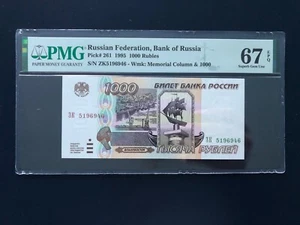 PMG
PAPER MONEY GUARANTY
Russian Federation, Bank of Russia
Pick# 261 1995 1000 Rubles
S/N ZK5196946 - Wmk: Memorial Column & 1000
67 EPQ
Superb Gem Unc
1000
БИЛЕТ БАНКА РОССИИ
ЗК 5196946
ЗК 5196946
ТЫСЯЧА РУБЛЕЙ